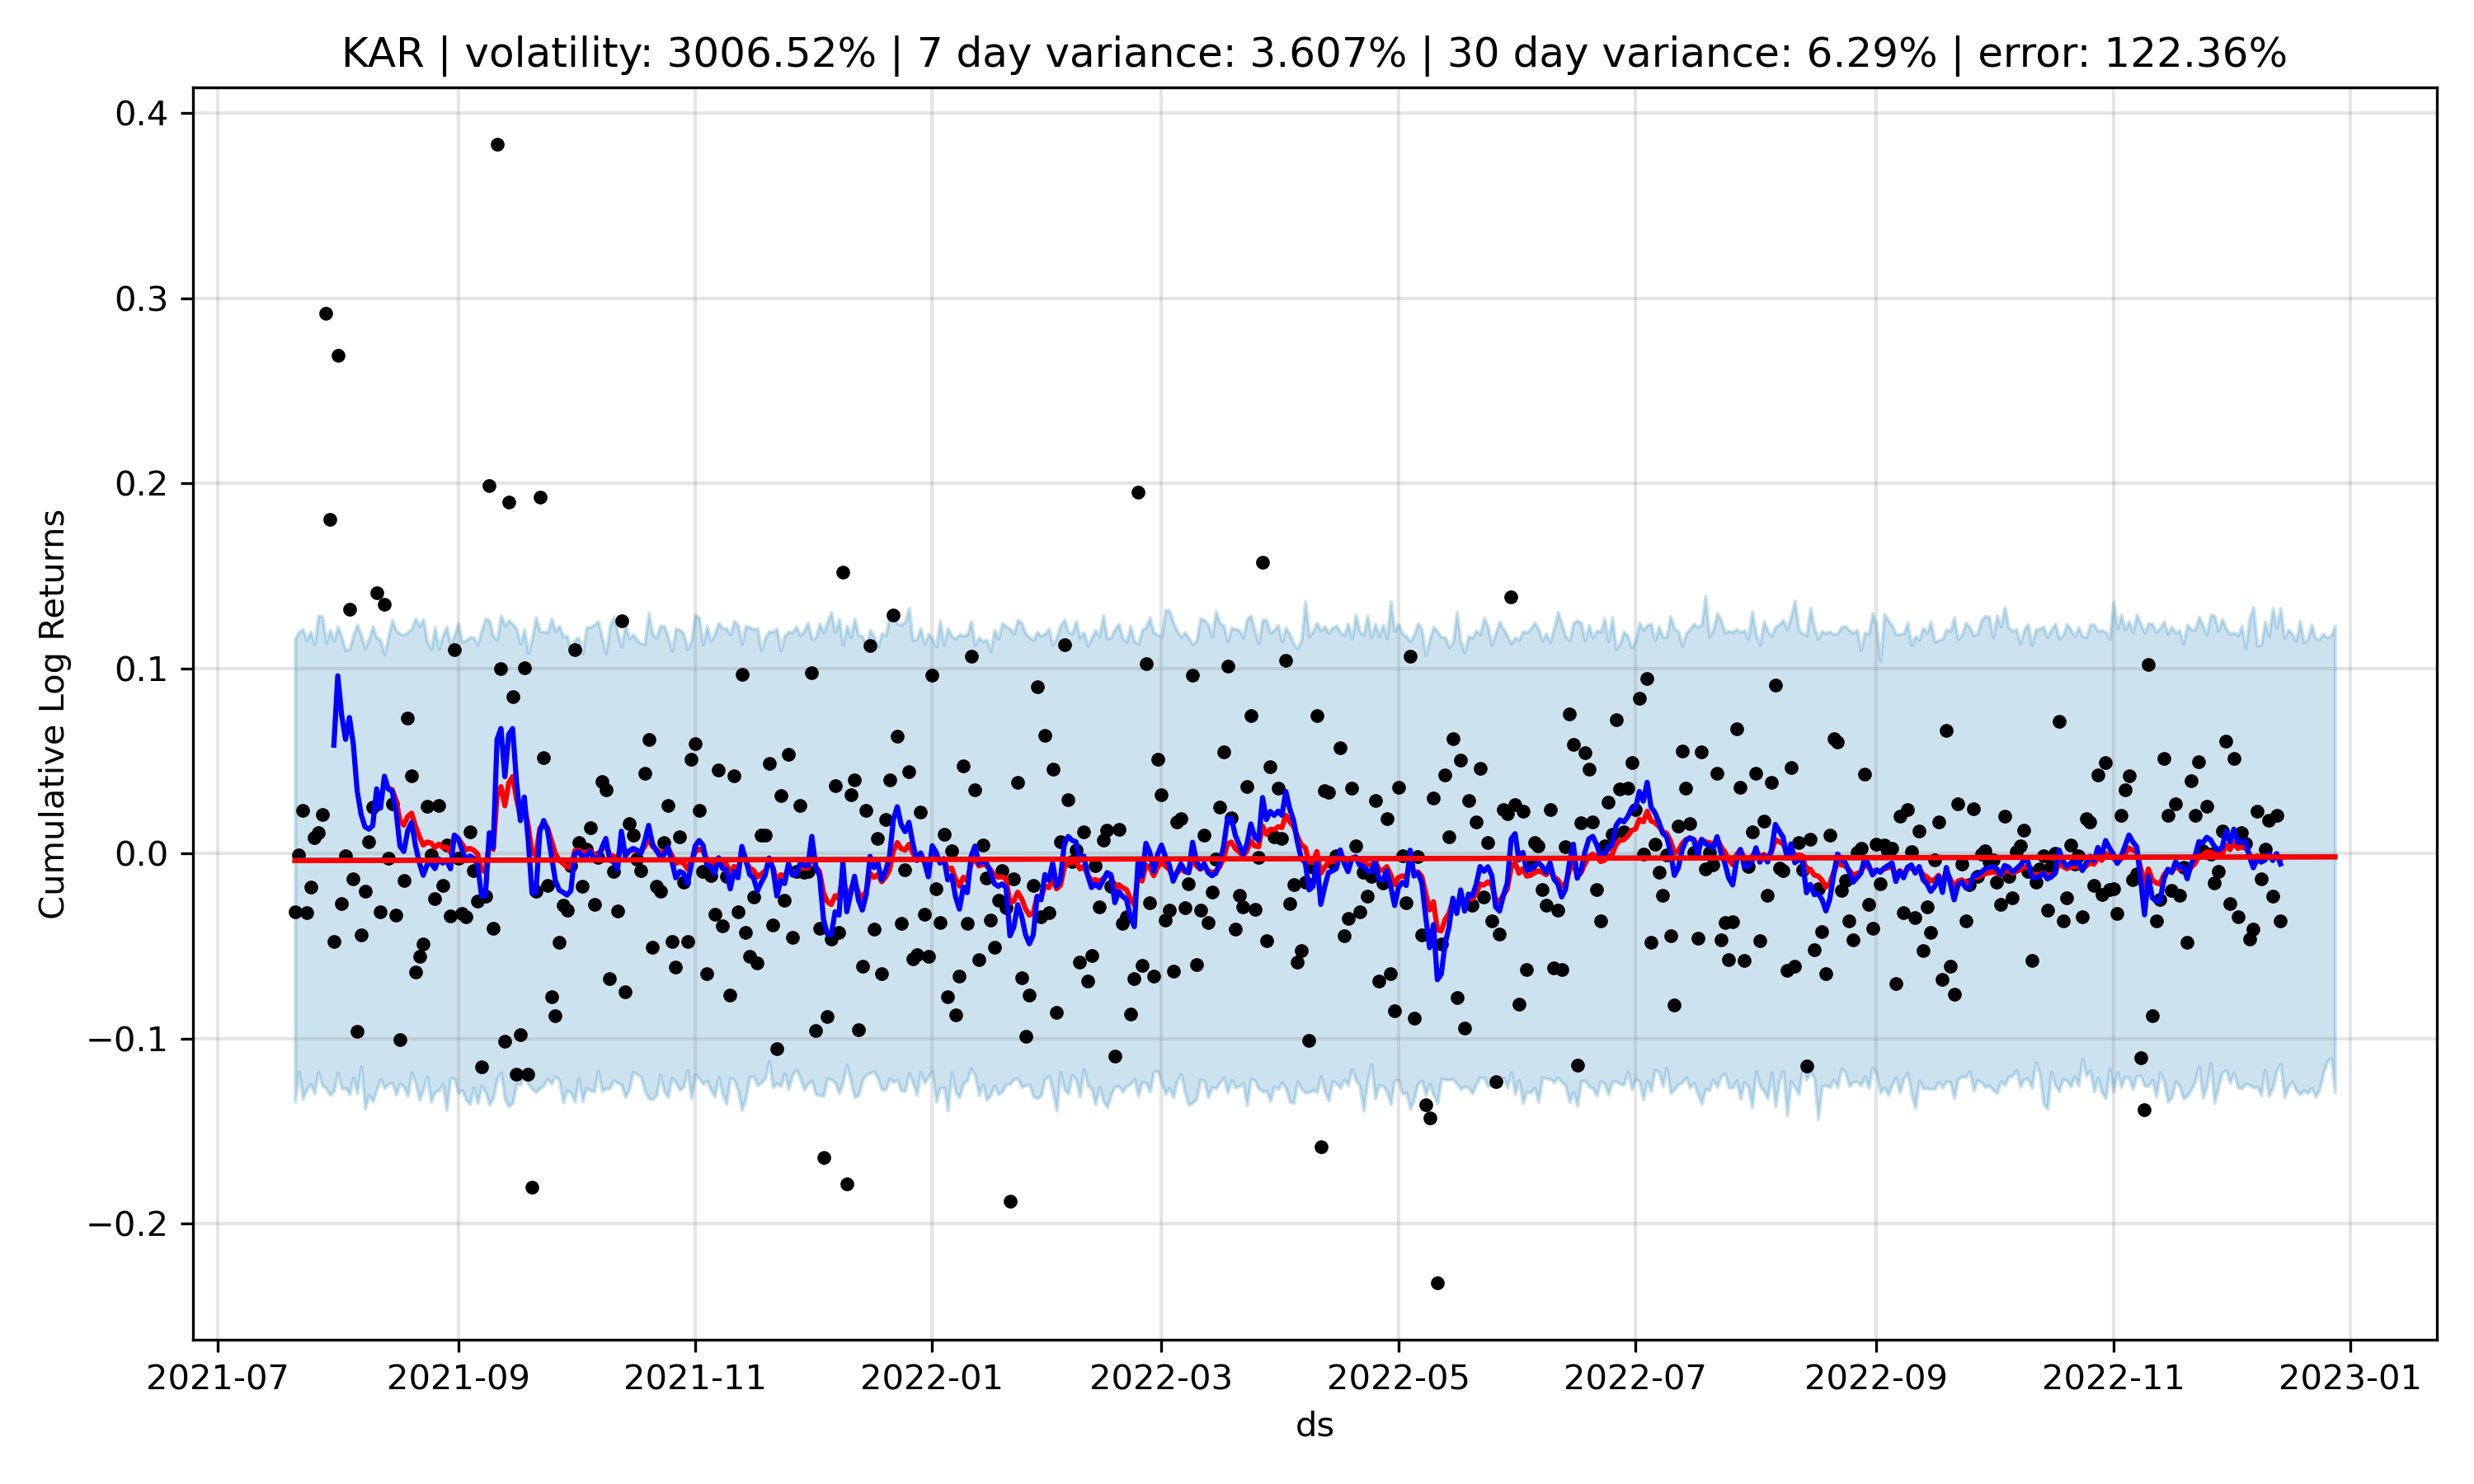 KAR | volatility: 3006.52% | 7 day variance: 3.607% | 30 day variance: 6.29% | error: 122.36%
Cumulative Log Returns
0.4
0.3
0.2
0.1
0.0
−0.1
−0.2
2021-07 2021-09 2021-11 2022-01 2022-03 2022-05 2022-07 2022-09 2022-11 2023-01
ds